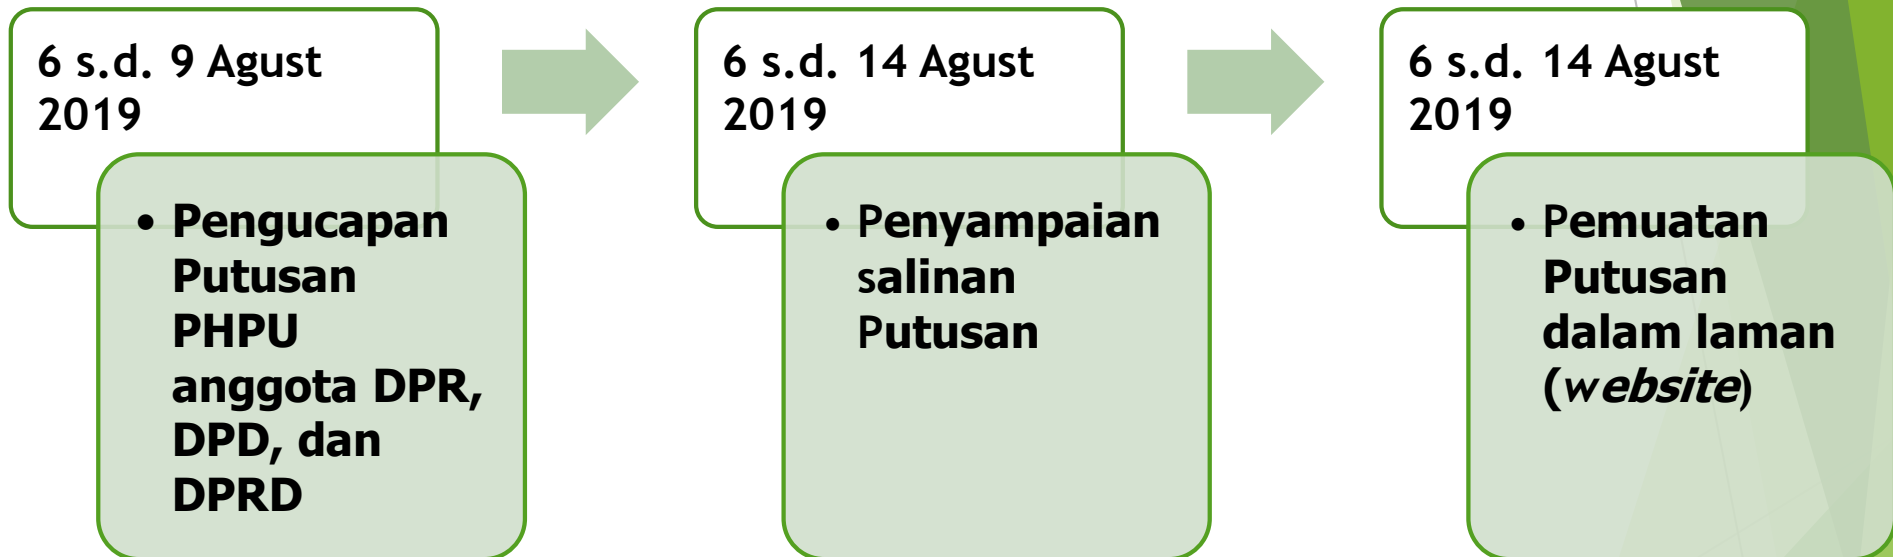 6 s.d. 9 Agust
2019
• Pengucapan
Putusan
PHPU
anggota DPR,
DPD, dan
DPRD
6 s.d. 14 Agust
2019
• Penyampaian
salinan
Putusan
6 s.d. 14 Agust
2019
• Pemuatan
Putusan
dalam laman
(website)